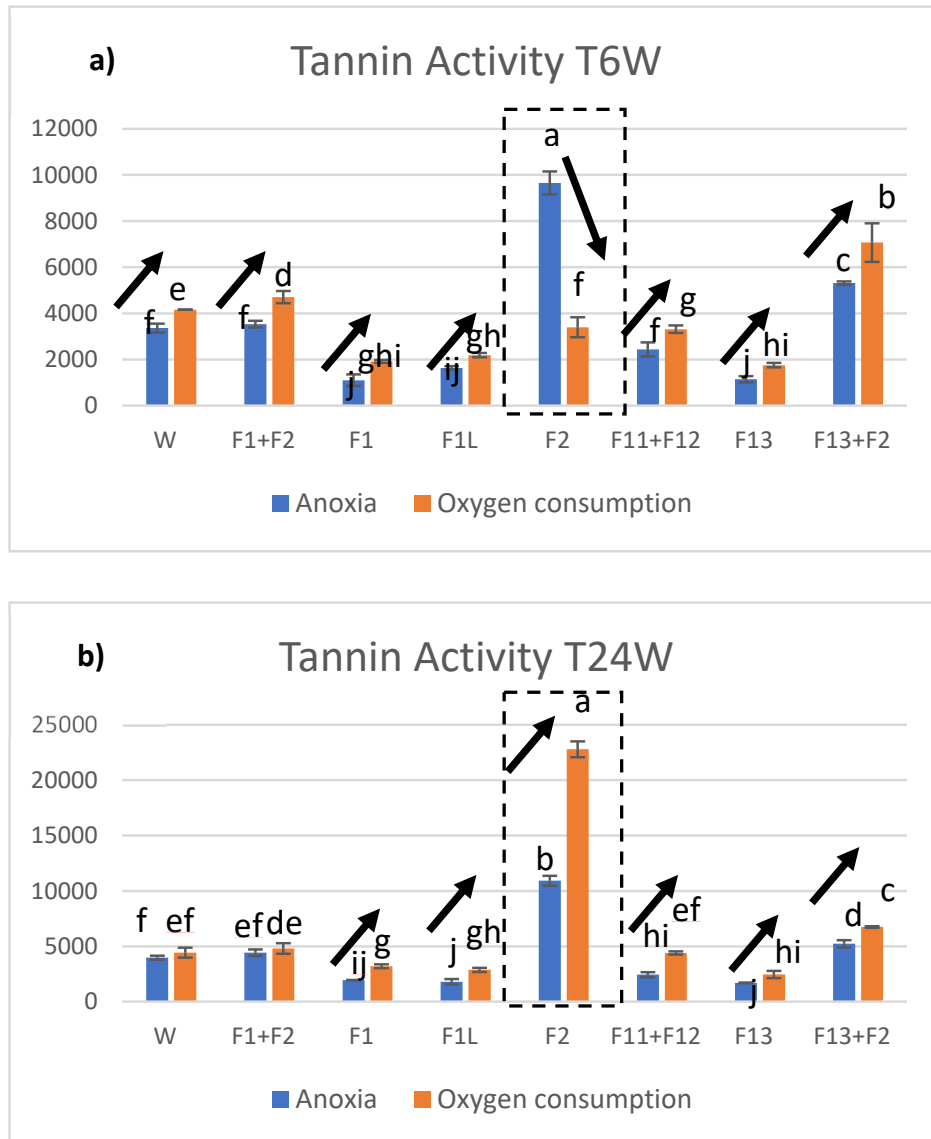 a)
Tannin Activity T6W
12000
10000
8000
6000
4000
2000
0
f e f d j ghi ij gh a f f g j hi c b
W F1+F2 F1 F1L F2 F11+F12 F13 F13+F2
Anoxia Oxygen consumption
b)
Tannin Activity T24W
25000
20000
15000
10000
5000
0
f ef ef de ij g j gh b a hi ef j hi d c
W F1+F2 F1 F1L F2 F11+F12 F13 F13+F2
Anoxia Oxygen consumption